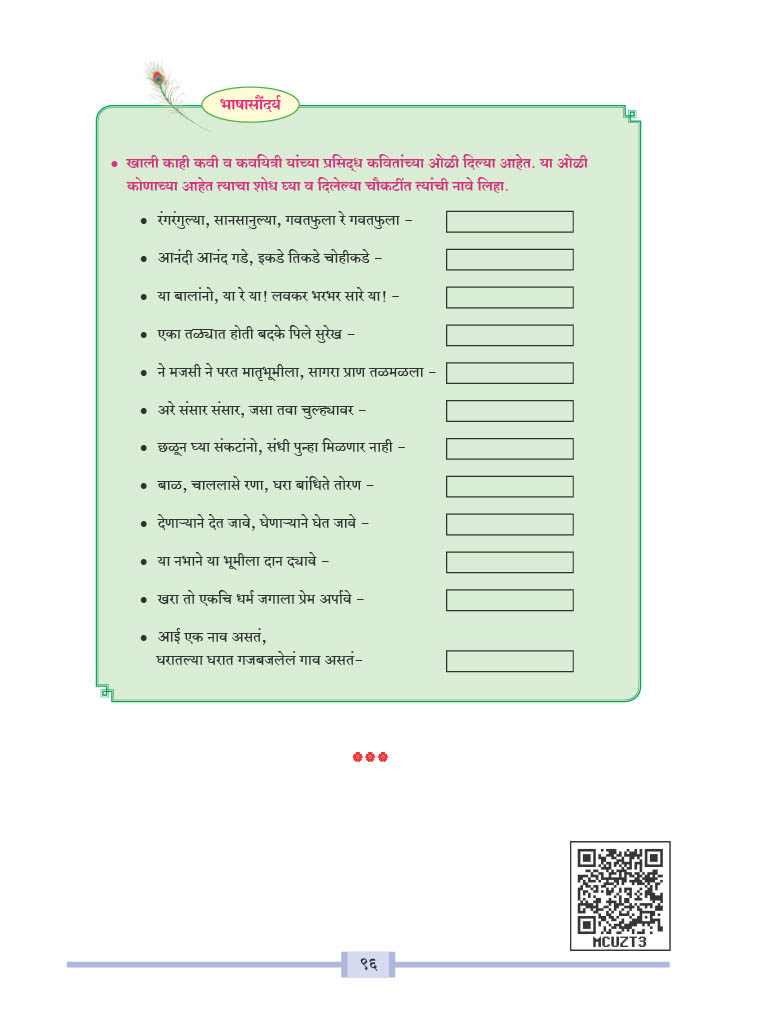 भाषासौंदर्य
• खाली काही कवी व कवयित्री यांच्या प्रसिद्ध कवितांच्या ओळी दिल्या आहेत. या ओळी
कोणाच्या आहेत त्याचा शोध घ्या व दिलेल्या चौकटींत त्यांची नावे लिहा.
• रंगरंगुल्या, सानसानुल्या, गवतफुला रे गवतफुला –
• आनंदी आनंद गडे, इकडे तिकडे चोहीकडे –
• या बालांनो, या रे या! लवकर भरभर सारे या! –
• एका तळ्यात होती बदके पिले सुरेख –
• ने मजसी ने परत मातृभूमीला, सागरा प्राण तळमळला –
• अरे संसार संसार, जसा तवा चुल्ह्यावर –
• छळून घ्या संकटांनो, संधी पुन्हा मिळणार नाही –
• बाळ, चाललासे रणा, घरा बांधिते तोरण –
• देणाऱ्याने देत जावे, घेणाऱ्याने घेत जावे –
• या नभाने या भूमीला दान द्यावे –
• खरा तो एकचि धर्म जगाला प्रेम अर्पावे –
• आई एक नाव असतं,
घरातल्या घरात गजबजलेलं गाव असतं–
MCUZT3
९६